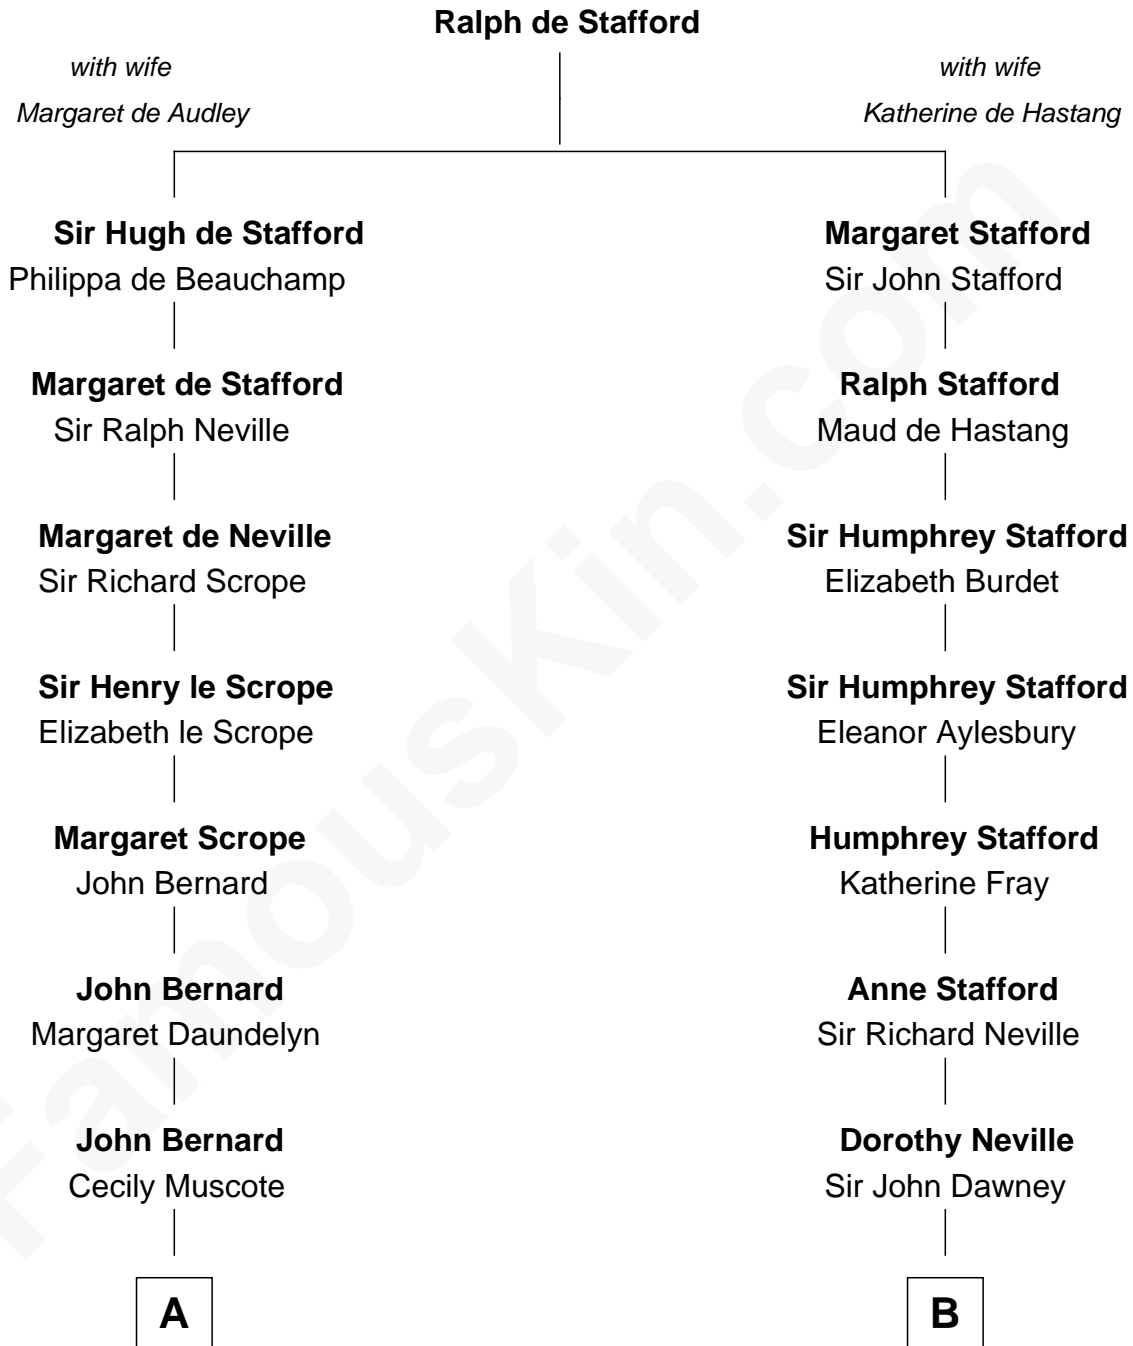 Ralph de Stafford
with wife
Margaret de Audley
with wife
Katherine de Hastang
Sir Hugh de Stafford
Philippa de Beauchamp
Margaret Stafford
Sir John Stafford
Margaret de Stafford
Sir Ralph Neville
Ralph Stafford
Maud de Hastang
Margaret de Neville
Sir Richard Scrope
Sir Humphrey Stafford
Elizabeth Burdet
Sir Henry le Scrope
Elizabeth le Scrope
Sir Humphrey Stafford
Eleanor Aylesbury
Margaret Scrope
John Bernard
Humphrey Stafford
Katherine Fray
John Bernard
Margaret Daundelyn
Anne Stafford
Sir Richard Neville
John Bernard
Cecily Muscote
Dorothy Neville
Sir John Dawney
A
B
FamousKin.com